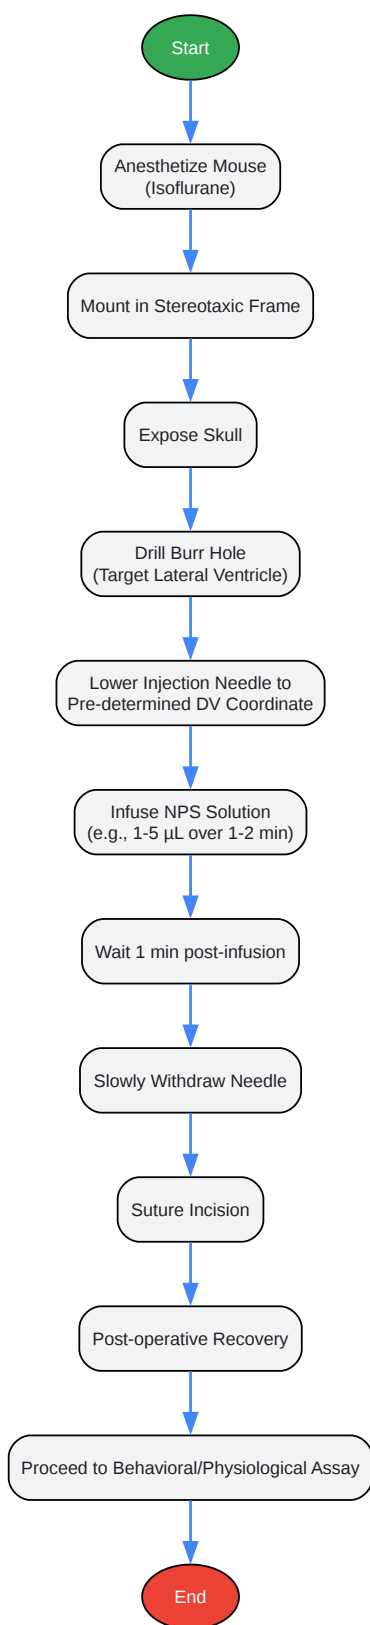 Start
Anesthetize Mouse
(Isoflurane)
Mount in Stereotaxic Frame
Expose Skull
Drill Burr Hole
(Target Lateral Ventricle)
Lower Injection Needle to
Pre-determined DV Coordinate
Infuse NPS Solution
(e.g., 1-5 µL over 1-2 min)
Wait 1 min post-infusion
Slowly Withdraw Needle
Suture Incision
Post-operative Recovery
Proceed to Behavioral/Physiological Assay
End